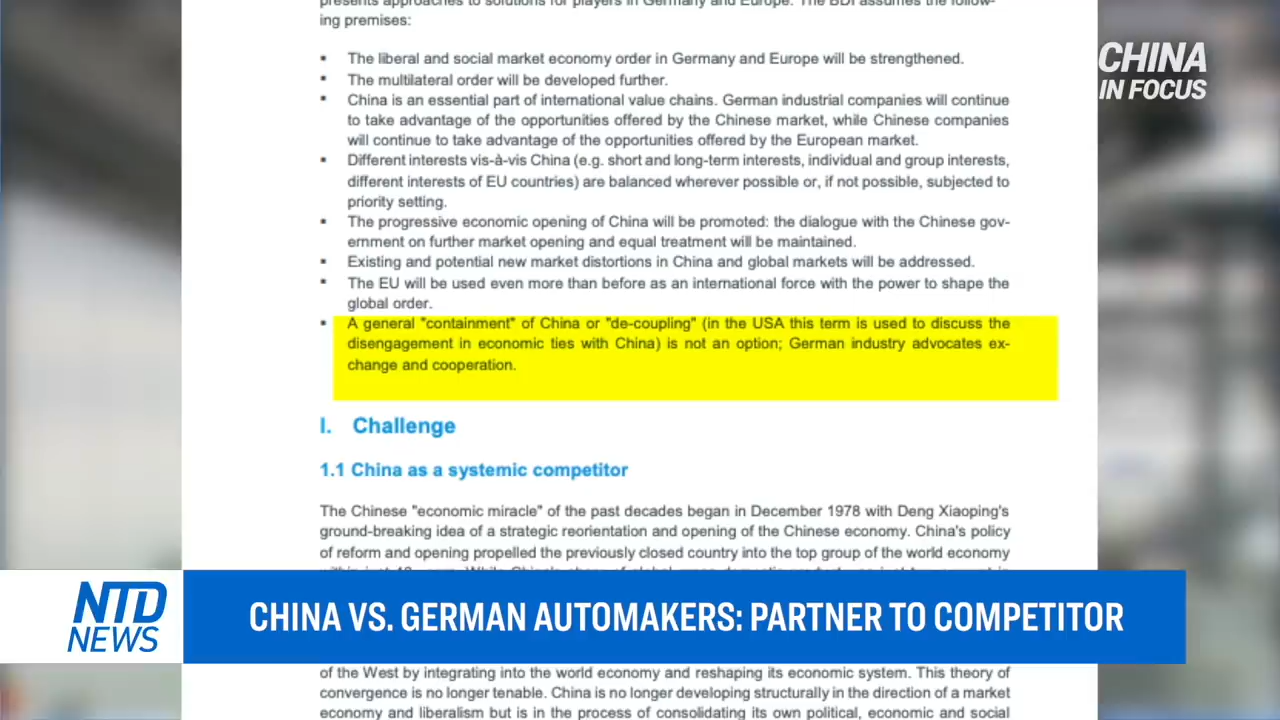 presents approaches to solutions for players in Germany and Europe. The BDI assumes the follow-
ing premises:
▪ The liberal and social market economy order in Germany and Europe will be strengthened.
▪ The multilateral order will be developed further.
▪ China is an essential part of international value chains. German industrial companies will continue
to take advantage of the opportunities offered by the Chinese market, while Chinese companies
will continue to take advantage of the opportunities offered by the European market.
▪ Different interests vis-à-vis China (e.g. short and long-term interests, individual and group interests,
different interests of EU countries) are balanced wherever possible or, if not possible, subjected to
priority setting.
▪ The progressive economic opening of China will be promoted: the dialogue with the Chinese gov-
ernment on further market opening and equal treatment will be maintained.
▪ Existing and potential new market distortions in China and global markets will be addressed.
▪ The EU will be used even more than before as an international force with the power to shape the
global order.
▪ A general "containment" of China or "de-coupling" (in the USA this term is used to discuss the
disengagement in economic ties with China) is not an option; German industry advocates ex-
change and cooperation.
I. Challenge
1.1 China as a systemic competitor
The Chinese "economic miracle" of the past decades began in December 1978 with Deng Xiaoping's
ground-breaking idea of a strategic reorientation and opening of the Chinese economy. China's policy
of reform and opening propelled the previously closed country into the top group of the world economy
of the West by integrating into the world economy and reshaping its economic system. This theory of
convergence is no longer tenable. China is no longer developing structurally in the direction of a market
economy and liberalism but is in the process of consolidating its own political, economic and social
CHINA
IN FOCUS
NTD
NEWS
CHINA VS. GERMAN AUTOMAKERS: PARTNER TO COMPETITOR